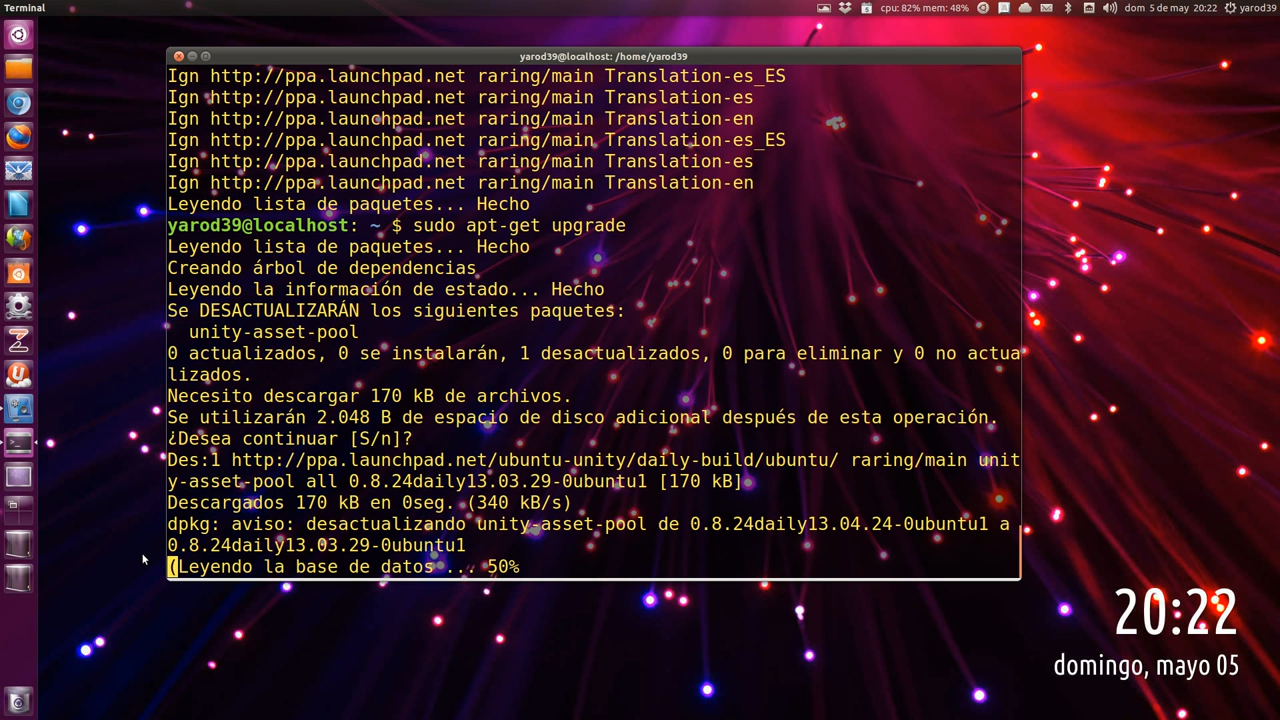 Terminal
cpu: 82% mem: 48%
dom 5 de may 20:22
yarod39
yarod39@localhost: /home/yarod39
Ign http://ppa.launchpad.net raring/main Translation-es_ES
Ign http://ppa.launchpad.net raring/main Translation-es
Ign http://ppa.launchpad.net raring/main Translation-en
Ign http://ppa.launchpad.net raring/main Translation-es_ES
Ign http://ppa.launchpad.net raring/main Translation-es
Ign http://ppa.launchpad.net raring/main Translation-en
Leyendo lista de paquetes... Hecho
yarod39@localhost: ~ $ sudo apt-get upgrade
Leyendo lista de paquetes... Hecho
Creando árbol de dependencias
Leyendo la información de estado... Hecho
Se DESACTUALIZARÁN los siguientes paquetes:
unity-asset-pool
0 actualizados, 0 se instalarán, 1 desactualizados, 0 para eliminar y 0 no actua
lizados.
Necesito descargar 170 kB de archivos.
Se utilizarán 2.048 B de espacio de disco adicional después de esta operación.
¿Desea continuar [S/n]?
Des:1 http://ppa.launchpad.net/ubuntu-unity/daily-build/ubuntu/ raring/main unit
y-asset-pool all 0.8.24daily13.03.29-0ubuntu1 [170 kB]
Descargados 170 kB en 0seg. (340 kB/s)
dpkg: aviso: desactualizando unity-asset-pool de 0.8.24daily13.04.24-0ubuntu1 a
0.8.24daily13.03.29-0ubuntu1
(Leyendo la base de datos ... 50%
20:22
domingo, mayo 05